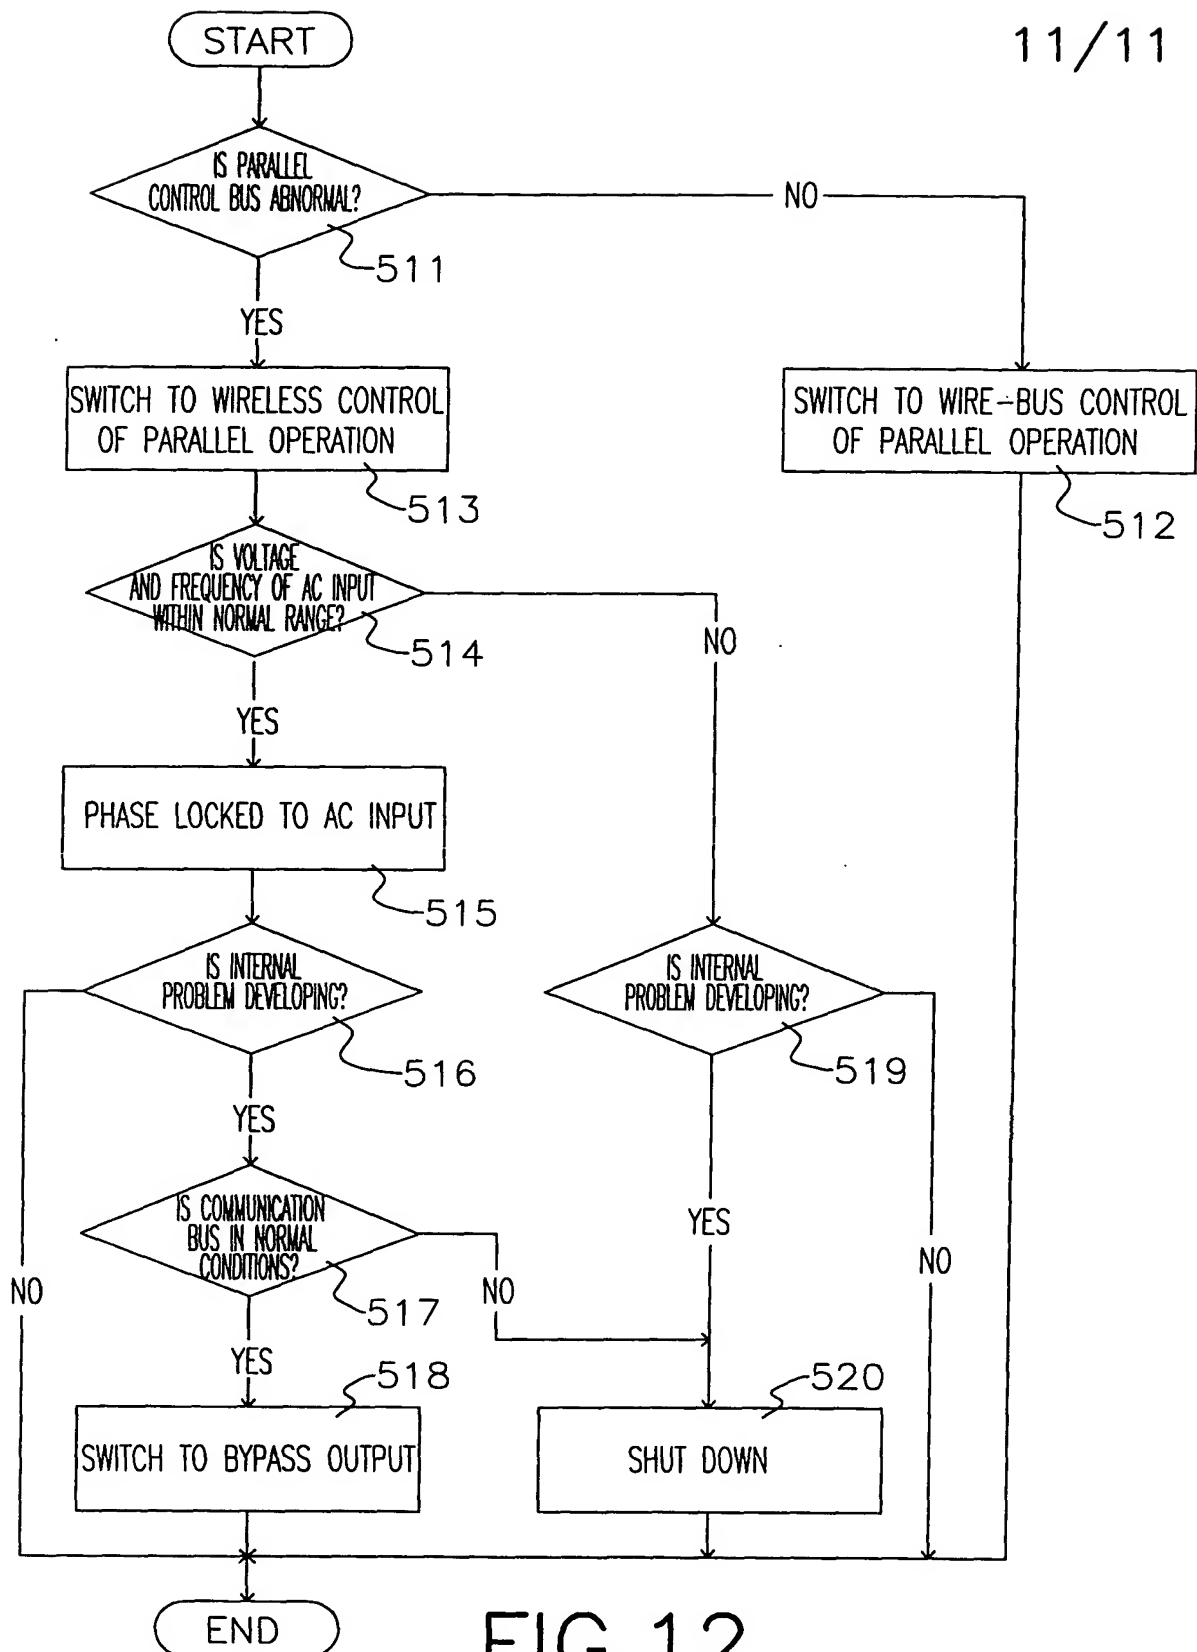 11/11
START
IS PARALLEL
CONTROL BUS ABNORMAL?
511
NO
YES
SWITCH TO WIRELESS CONTROL
OF PARALLEL OPERATION
513
SWITCH TO WIRE-BUS CONTROL
OF PARALLEL OPERATION
512
IS VOLTAGE
AND FREQUENCY OF AC INPUT
WITHIN NORMAL RANGE?
514
NO
YES
PHASE LOCKED TO AC INPUT
515
IS INTERNAL
PROBLEM DEVELOPING?
516
IS INTERNAL
PROBLEM DEVELOPING?
519
YES
IS COMMUNICATION
BUS IN NORMAL
CONDITIONS?
517
YES
NO
NO
NO
YES
518
520
SWITCH TO BYPASS OUTPUT
SHUT DOWN
END
FIG.12